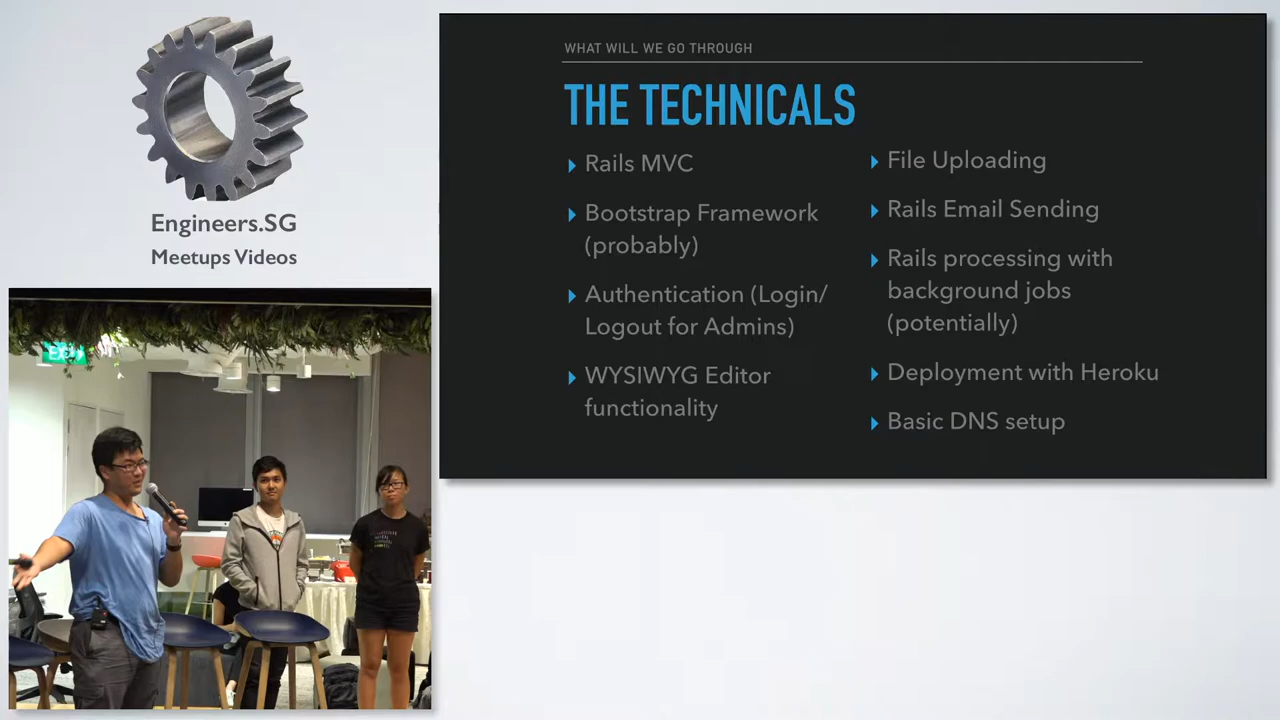 Engineers.SG
Meetups Videos
EXIT
WHAT WILL WE GO THROUGH
THE TECHNICALS
Rails MVC
Bootstrap Framework
(probably)
Authentication (Login/
Logout for Admins)
WYSIWYG Editor
functionality
File Uploading
Rails Email Sending
Rails processing with
background jobs
(potentially)
Deployment with Heroku
Basic DNS setup